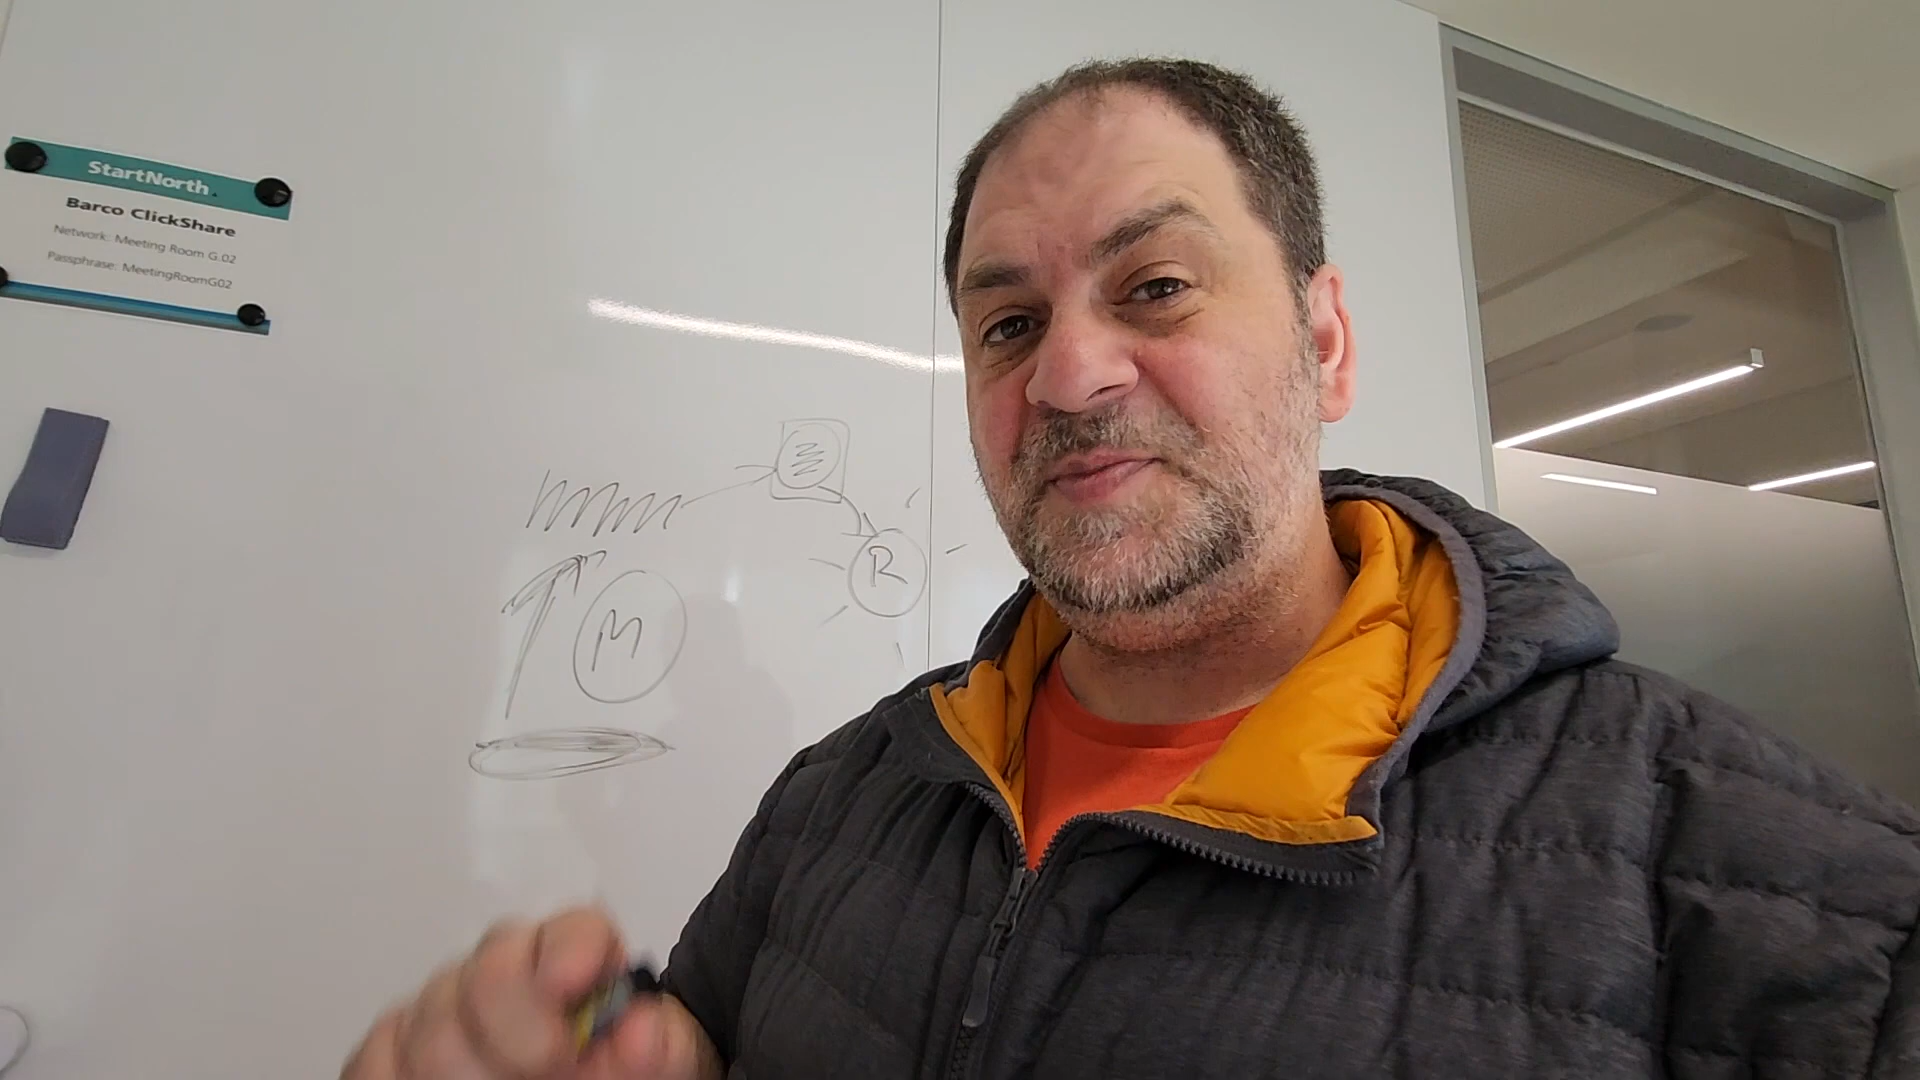 StartNorth.
Barco ClickShare
Network: Meeting Room G.02
Passphrase: MeetingRoomG02
R
M